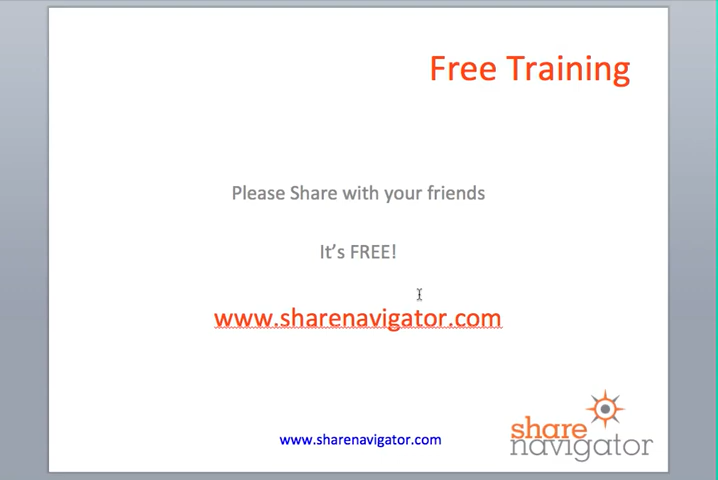 Free Training
Please Share with your friends
It's FREE!
www.sharenavigator.com
www.sharenavigator.com
share
navigator